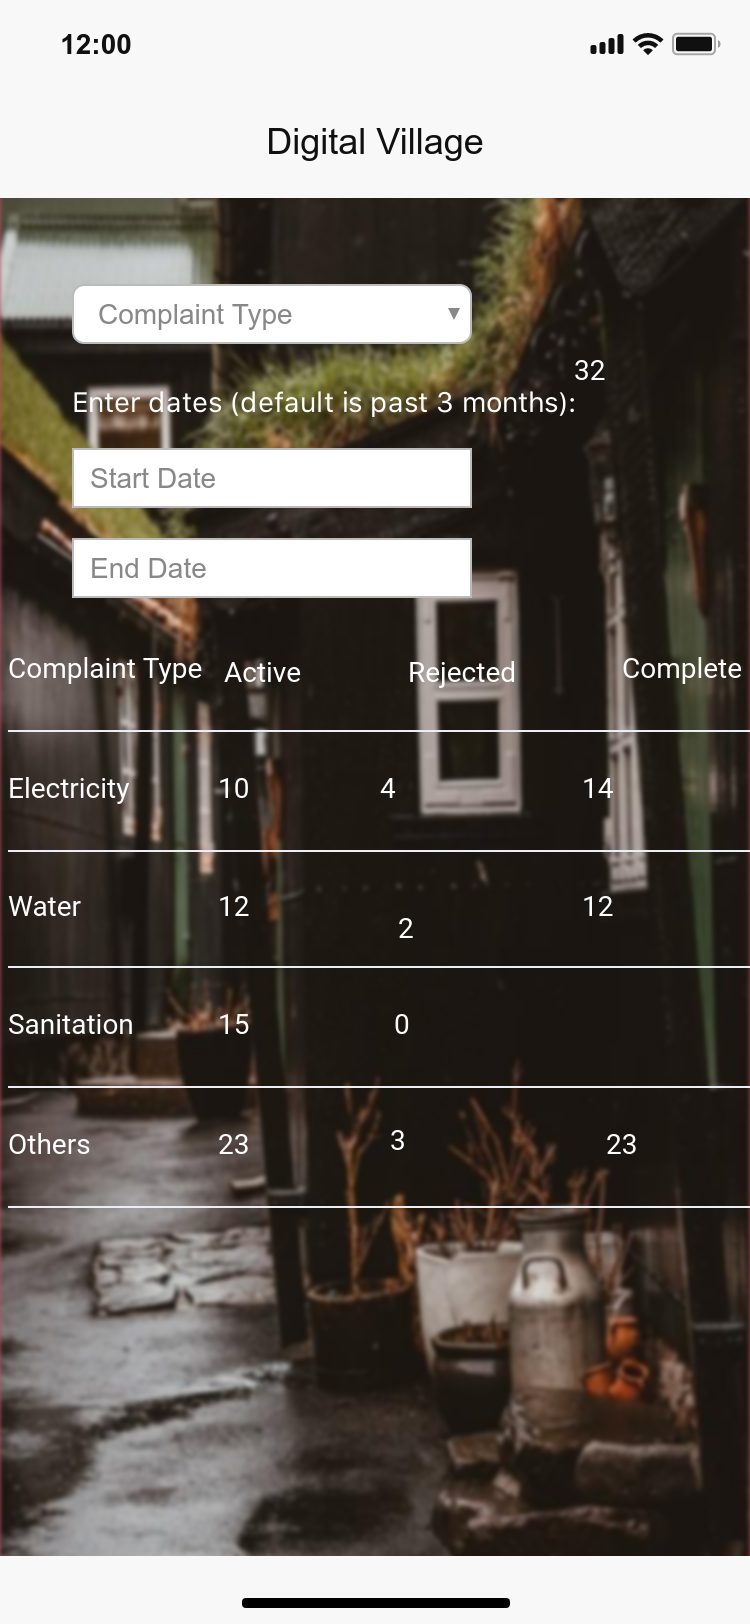 12:00
Digital Village
Complaint Type ▼
32
Enter dates (default is past 3 months):
Start Date
End Date
Complaint Type Active Rejected Complete
Electricity 10 4 14
Water 12 2 12
Sanitation 15 0
Others 23 3 23